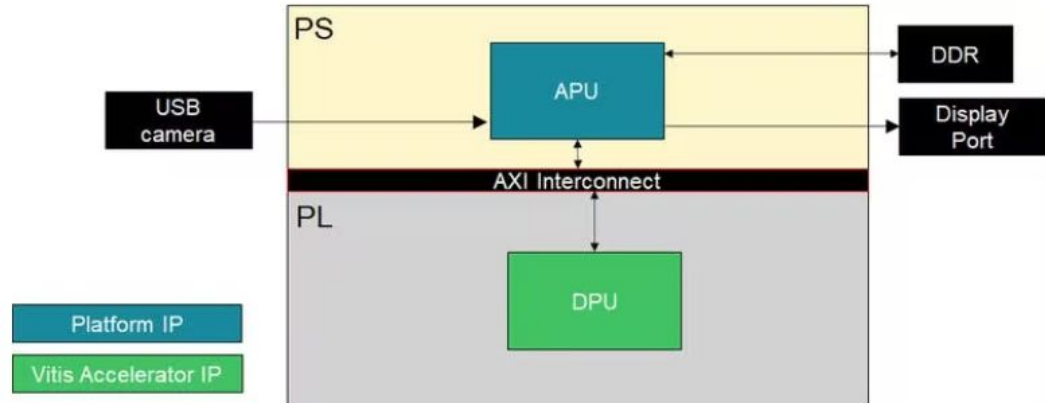 PS
APU
DDR
USB
camera
Display
Port
AXI Interconnect
PL
DPU
Platform IP
Vitis Accelerator IP